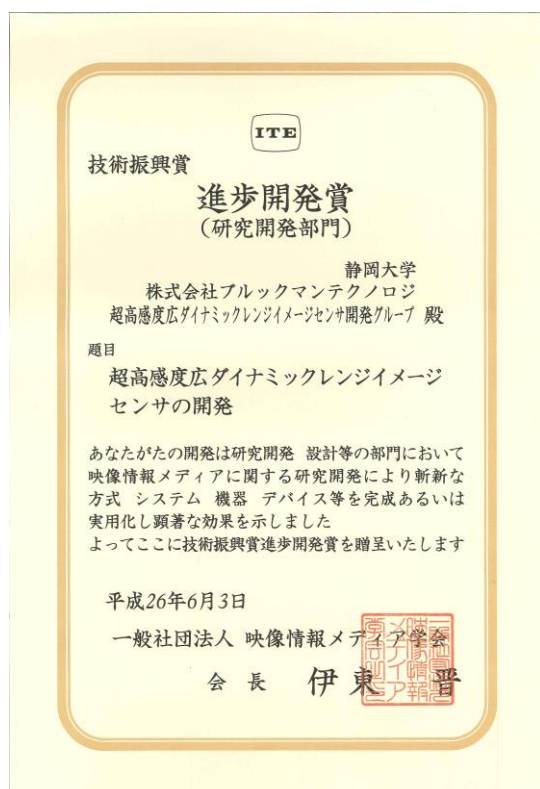 ITE
技術振興賞
進歩開発賞
(研究開発部門)
静岡大学
株式会社ブルックマンテクノロジ
超高感度広ダイナミックレンジイメージセンサ開発グループ 殿
題目
超高感度広ダイナミックレンジイメージ
センサの開発
あなたがたの開発は研究開発 設計等の部門において
映像情報メディアに関する研究開発により斬新な
方式 システム 機器 デバイス等を完成あるいは
実用化し顕著な効果を示しました
よってここに技術振興賞進歩開発賞を贈呈いたします
平成26年6月3日
一般社団法人 映像情報メディア学会
会長 伊東 晋